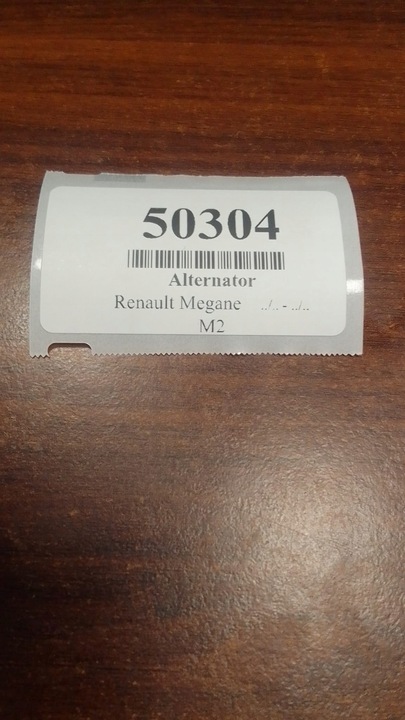 50304
Alternator
Renault Megane ../.. - ../..
M2